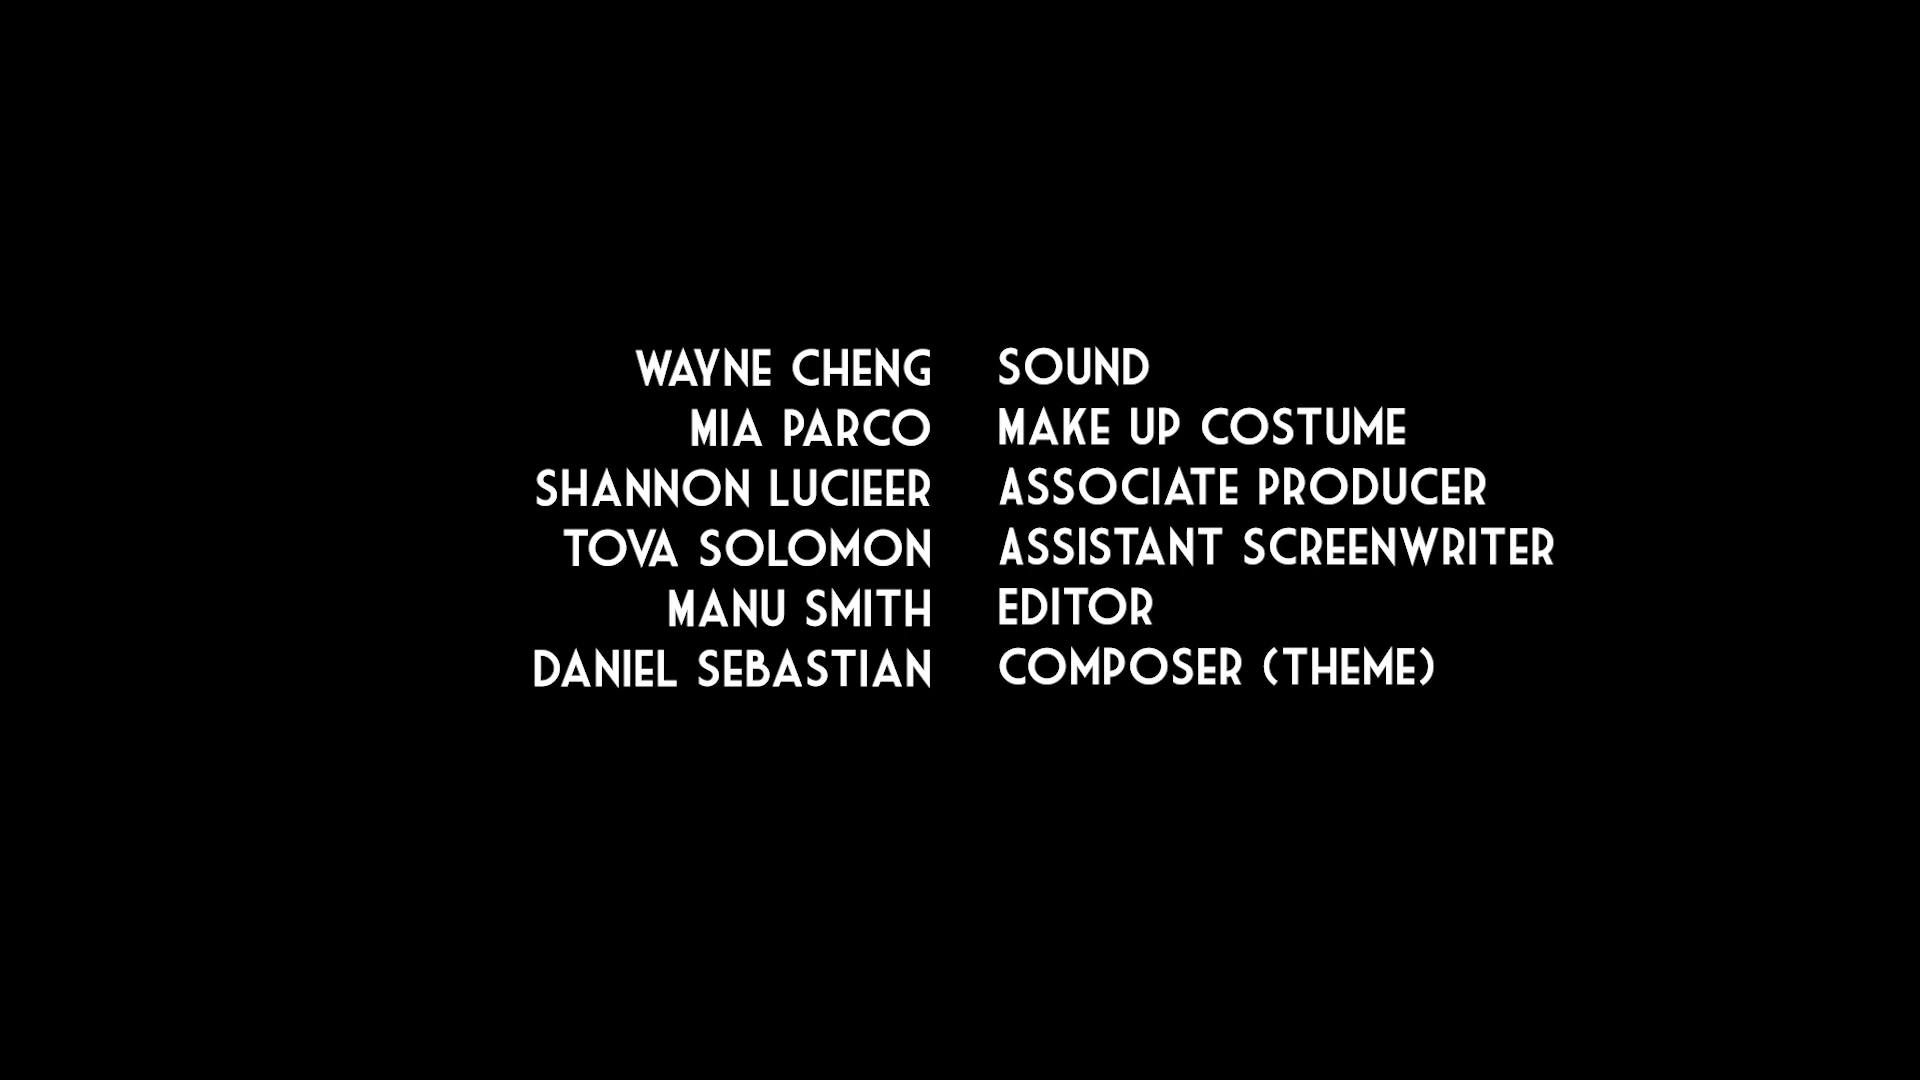 WAYNE CHENG SOUND
MIA PARCO MAKE UP COSTUME
SHANNON LUCIEER ASSOCIATE PRODUCER
TOVA SOLOMON ASSISTANT SCREENWRITER
MANU SMITH EDITOR
DANIEL SEBASTIAN COMPOSER (THEME)